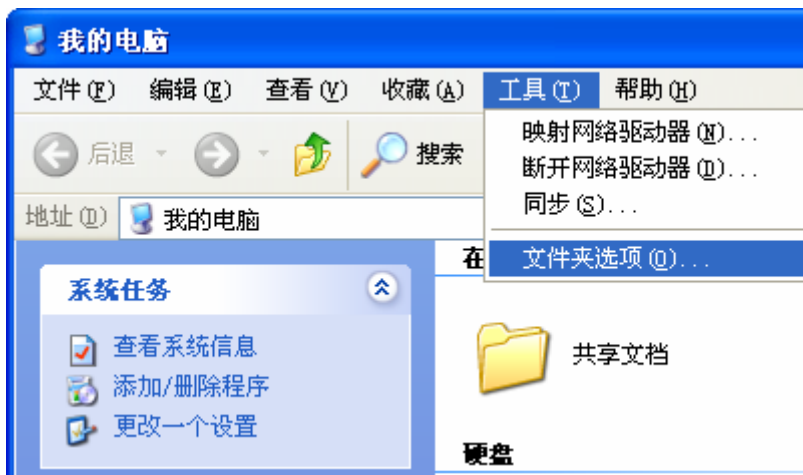 我的电脑
文件(F) 编辑(E) 查看(V) 收藏(A) 工具(T) 帮助(H)
映射网络驱动器(N)...
断开网络驱动器(D)...
同步(S)...
文件夹选项(O)...
后退 搜索
地址(D) 我的电脑
在
系统任务
查看系统信息
添加/删除程序
更改一个设置
共享文档
硬盘